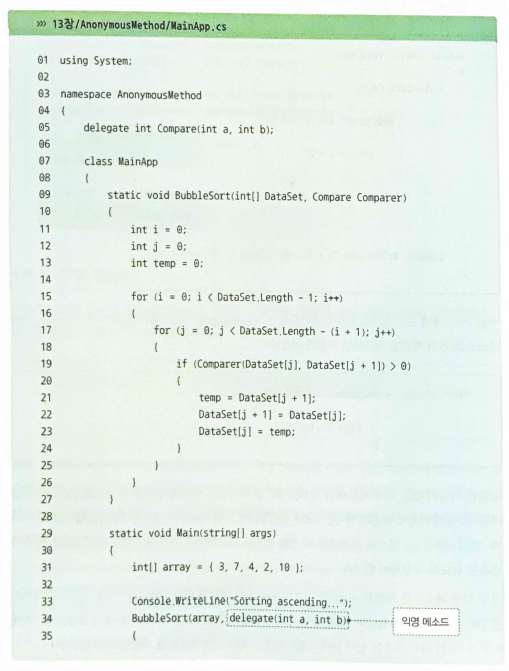 >>> 13장/AnonymousMethod/MainApp.cs
01 using System;
02
03 namespace AnonymousMethod
04 {
05     delegate int Compare(int a, int b);
06
07     class MainApp
08     {
09         static void BubbleSort(int[] DataSet, Compare Comparer)
10         {
11             int i = 0;
12             int j = 0;
13             int temp = 0;
14
15             for (i = 0; i < DataSet.Length - 1; i++)
16             {
17                 for (j = 0; j < DataSet.Length - (i + 1); j++)
18                 {
19                     if (Comparer(DataSet[j], DataSet[j + 1]) > 0)
20                     {
21                         temp = DataSet[j + 1];
22                         DataSet[j + 1] = DataSet[j];
23                         DataSet[j] = temp;
24                     }
25                 }
26             }
27         }
28
29         static void Main(string[] args)
30         {
31             int[] array = { 3, 7, 4, 2, 10 };
32
33             Console.WriteLine("Sorting ascending...");
34             BubbleSort(array, delegate(int a, int b) 익명 메소드
35             {